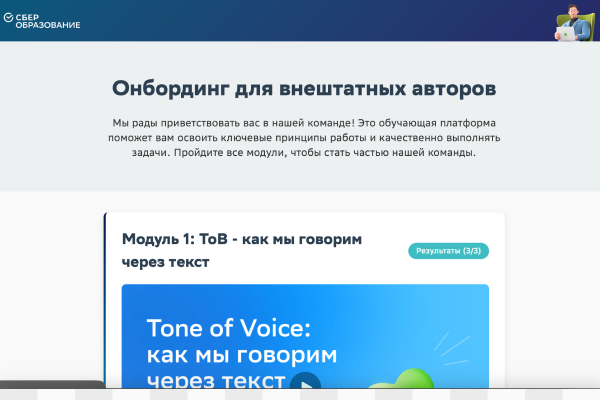 СБЕР
ОБРАЗОВАНИЕ
Онбординг для внештатных авторов
Мы рады приветствовать вас в нашей команде! Это обучающая платформа
поможет вам освоить ключевые принципы работы и качественно выполнять
задачи. Пройдите все модули, чтобы стать частью нашей команды.
Модуль 1: ToB - как мы говорим
через текст
Результаты (3/3)
Tone of Voice:
как мы говорим
через текст